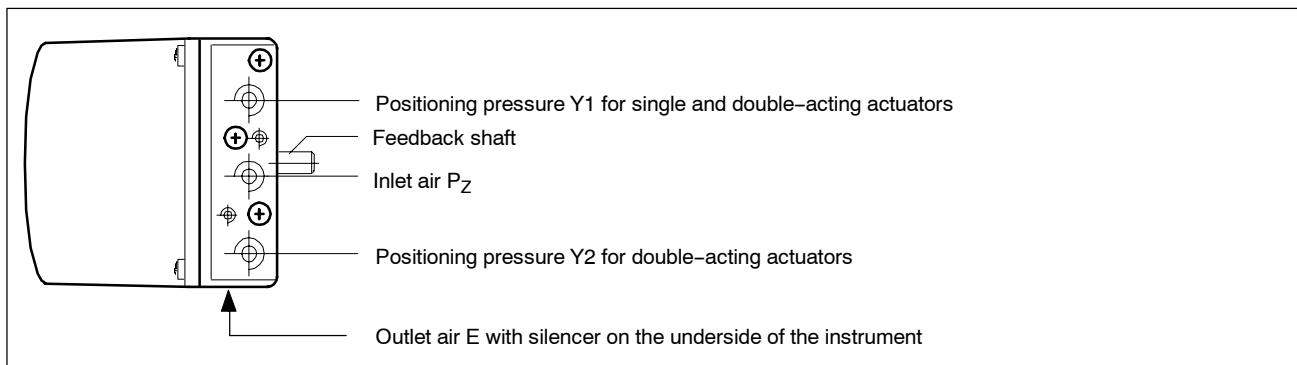 Positioning pressure Y1 for single and double−acting actuators
Feedback shaft
Inlet air PZ
Positioning pressure Y2 for double−acting actuators
Outlet air E with silencer on the underside of the instrument